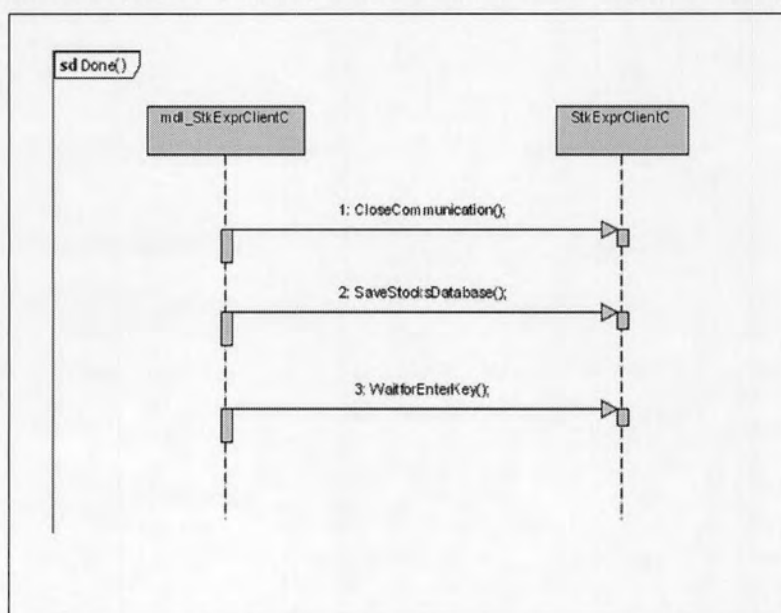 sd Done()
mdl_StkExprClientC
StkExprClientC
1: CloseCommunication();
2: SaveStocksDatabase();
3: WaitforEnterKey();